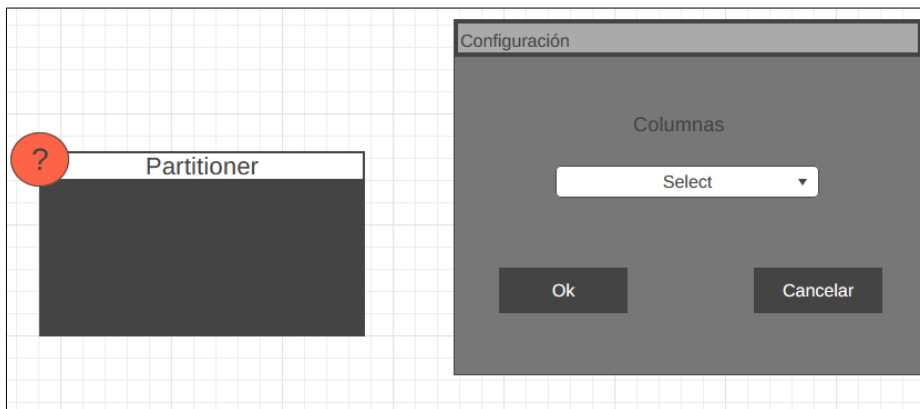 ?
Partitioner
Configuración
Columnas
Select
Ok
Cancelar